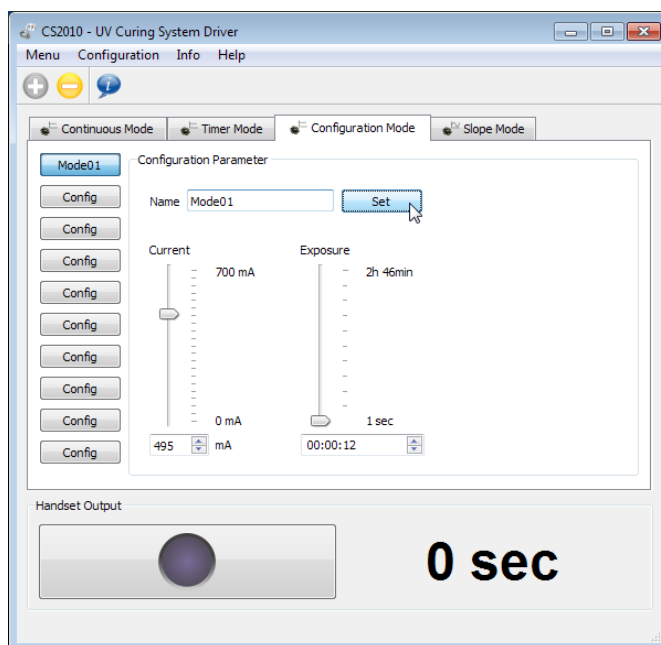 CS2010 - UV Curing System Driver
Menu Configuration Info Help
Continuous Mode Timer Mode Configuration Mode Slope Mode
Mode01
Config
Config
Config
Config
Config
Config
Config
Config
Config
Configuration Parameter
Name Mode01 Set
Current Exposure
700 mA 2h 46min
0 mA 1 sec
495 mA 00:00:12
Handset Output
0 sec